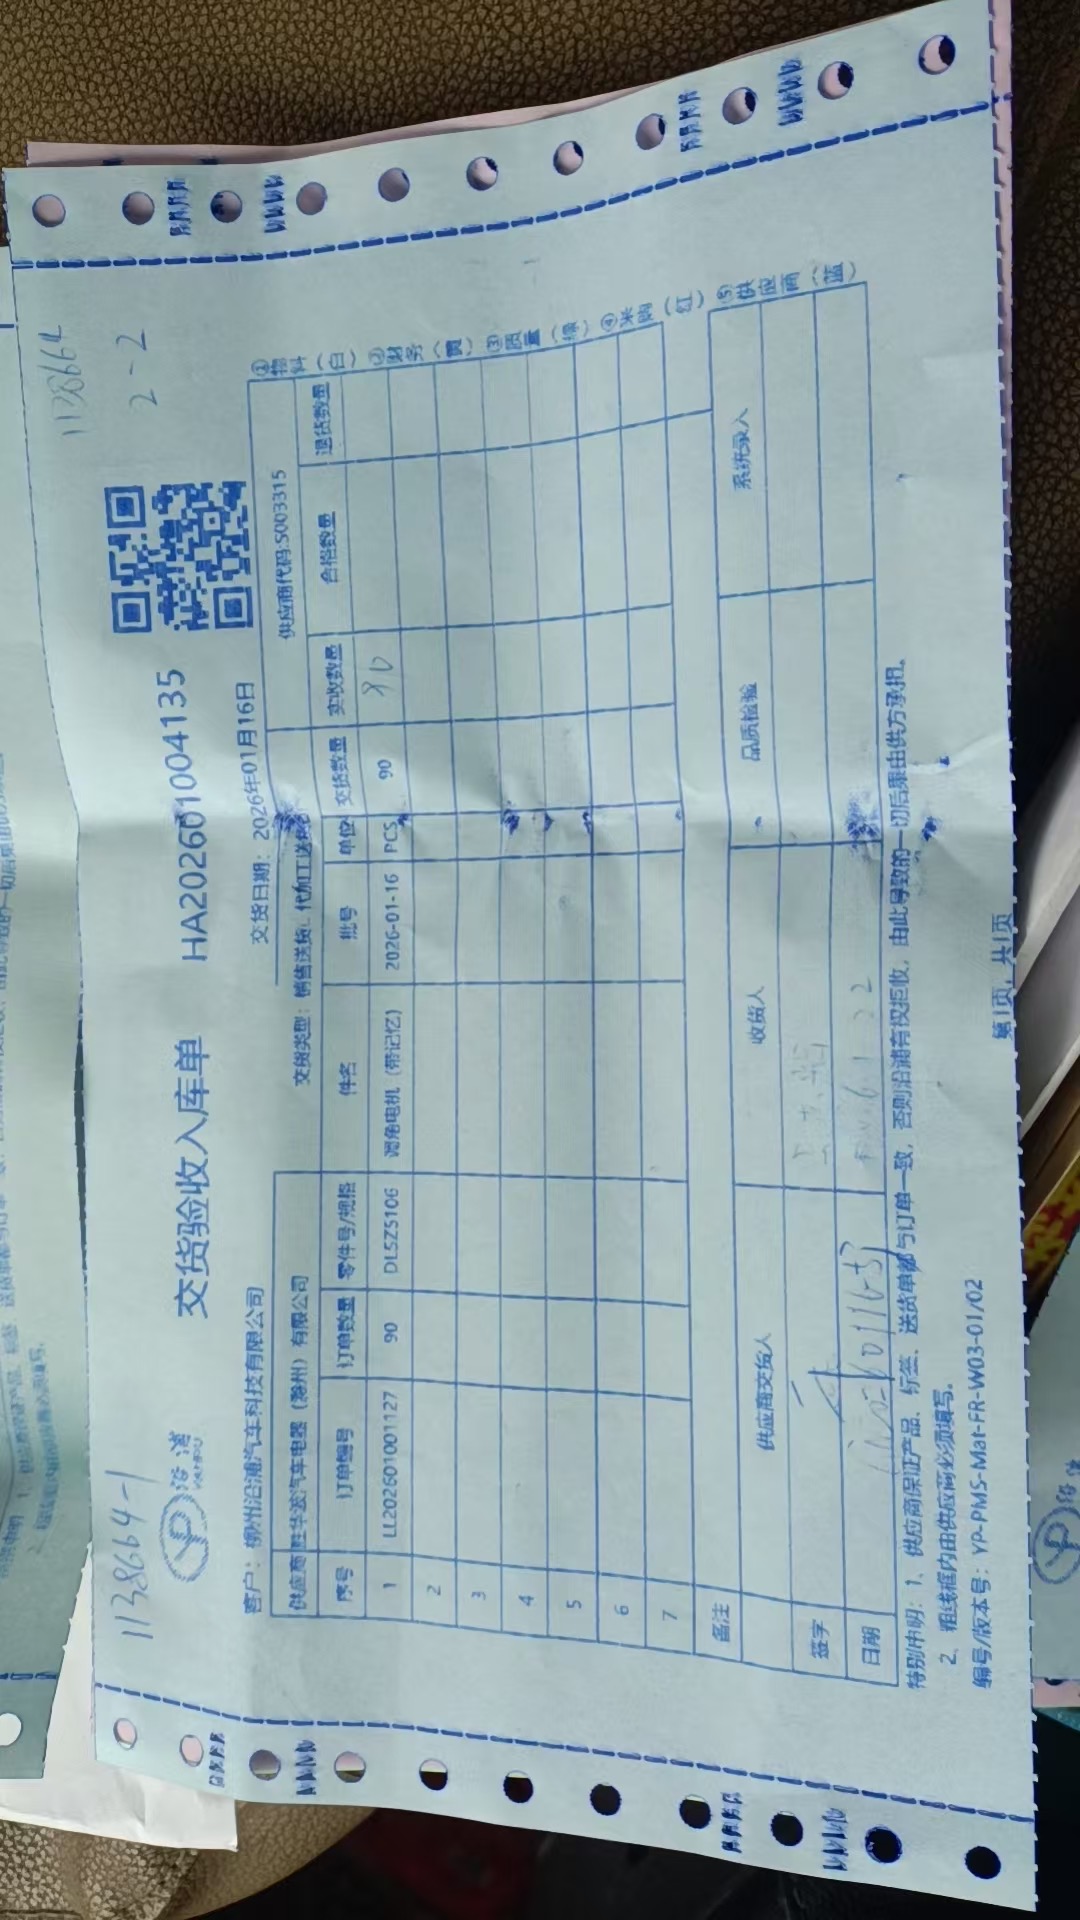 1138664-1
1138664
2-2
沿浦
交货验收入库单 HA202601004135
客户：柳州沿浦汽车科技有限公司 交货日期：2026年01月16日
供应商 胜华波汽车电器（滁州）有限公司 交货类型：销售送货、代加工送货 供应商代码:S003315
序号 订单编号 订单数量 零件号/规格 件名 批号 单位 交货数量 实收数量 合格数量 退货数量
1 LL202601001127 90 DLSZ5106 调角电机（带记忆） 2026-01-16 PCS 90 90
2
3
4
5
6
7
备注
供应商交货人 收货人 品质检验 系统录入
签字
日期
①物料（白）②财务（黄）③质量（绿）④采购（红）⑤供应商（蓝）
特别申明：1、供应商保证产品、标签、送货单都与订单一致，否则沿浦有权拒收，由此导致的一切后果由供方承担。
2、粗线框内由供应商必须填写。
编号/版本号：YP-PMS-Mat-FR-W03-01/02
第1页, 共1页